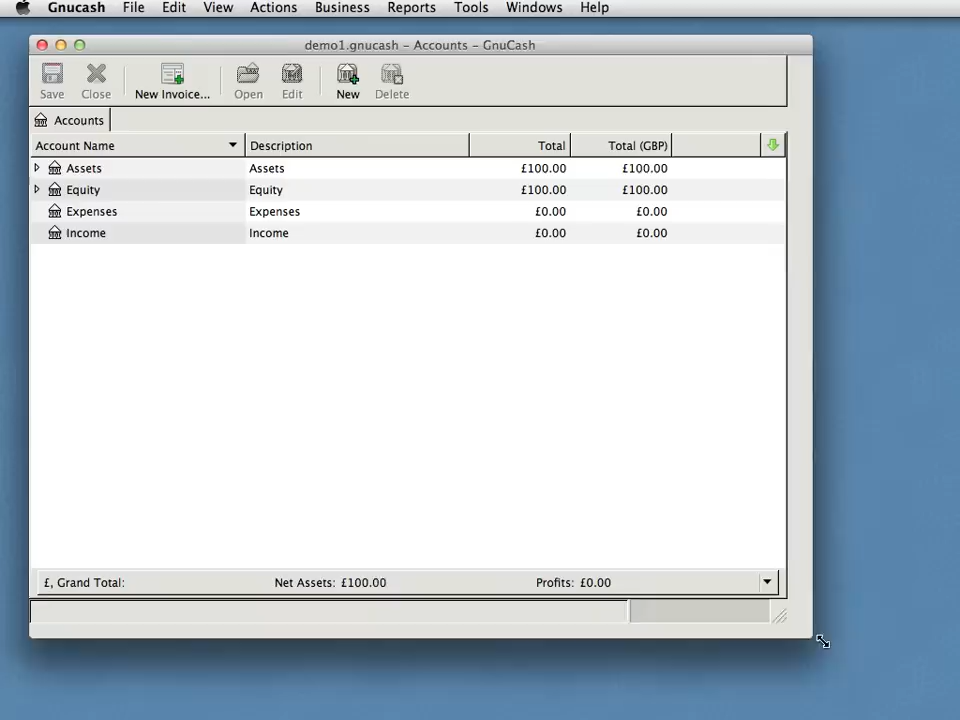 Gnucash File Edit View Actions Business Reports Tools Windows Help
demo1.gnucash - Accounts - GnuCash
Save Close New Invoice... Open Edit New Delete
Accounts
Account Name Description Total Total (GBP)
Assets Assets £100.00 £100.00
Equity Equity £100.00 £100.00
Expenses Expenses £0.00 £0.00
Income Income £0.00 £0.00
£, Grand Total: Net Assets: £100.00 Profits: £0.00